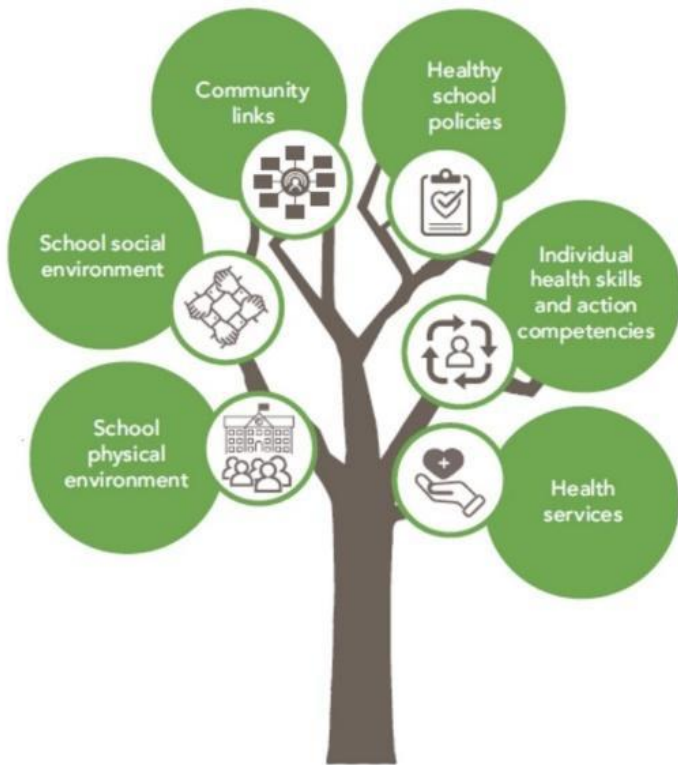 Community
links
Healthy
school
policies
School social
environment
Individual
health skills
and action
competencies
School
physical
environment
Health
services